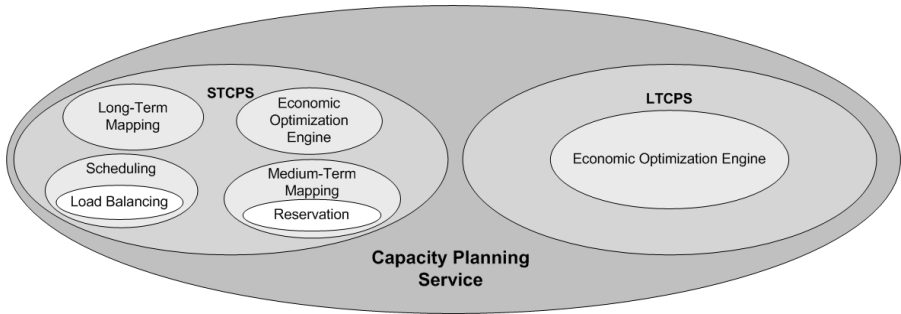 STCPS
Long-Term
Mapping
Economic
Optimization
Engine
Scheduling
Load Balancing
Medium-Term
Mapping
Reservation
LTCPS
Economic Optimization Engine
Capacity Planning
Service